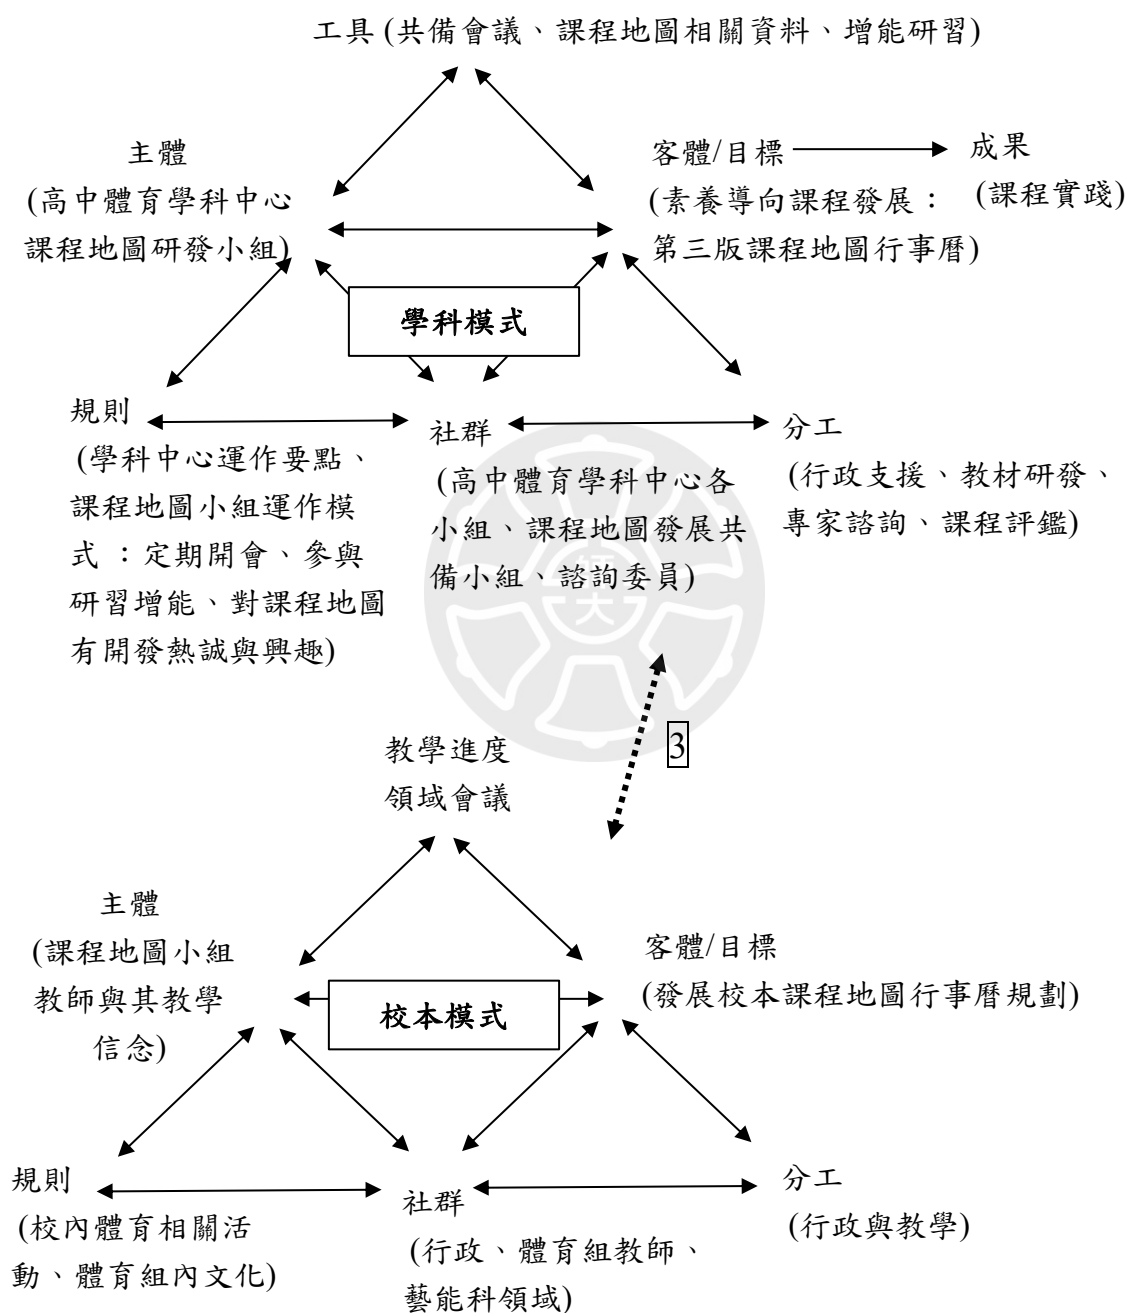 工具 (共備會議、課程地圖相關資料、增能研習)
主體
(高中體育學科中心
課程地圖研發小組)
客體/目標
(素養導向課程發展：
第三版課程地圖行事曆)
成果
(課程實踐)
學科模式
規則
(學科中心運作要點、
課程地圖小組運作模
式 ：定期開會、參與
研習增能、對課程地圖
有開發熱誠與興趣)
社群
(高中體育學科中心各
小組、課程地圖發展共
備小組、諮詢委員)
分工
(行政支援、教材研發、
專家諮詢、課程評鑑)
師大
3
教學進度
領域會議
主體
(課程地圖小組
教師與其教學
信念)
客體/目標
(發展校本課程地圖行事曆規劃)
校本模式
規則
(校內體育相關活
動、體育組內文化)
社群
(行政、體育組教師、
藝能科領域)
分工
(行政與教學)